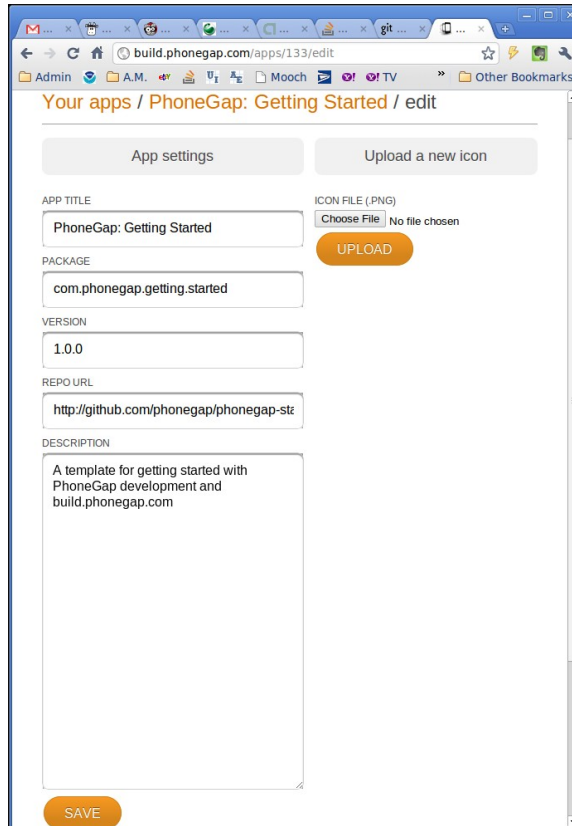 M ...
git ...
build.phonegap.com/apps/133/edit
Admin
A.M.
Mooch
TV
»
Other Bookmarks
Your apps / PhoneGap: Getting Started / edit
App settings
Upload a new icon
APP TITLE
ICON FILE (.PNG)
PhoneGap: Getting Started
Choose File No file chosen
UPLOAD
PACKAGE
com.phonegap.getting.started
VERSION
1.0.0
REPO URL
http://github.com/phonegap/phonegap-sta
DESCRIPTION
A template for getting started with
PhoneGap development and
build.phonegap.com
SAVE